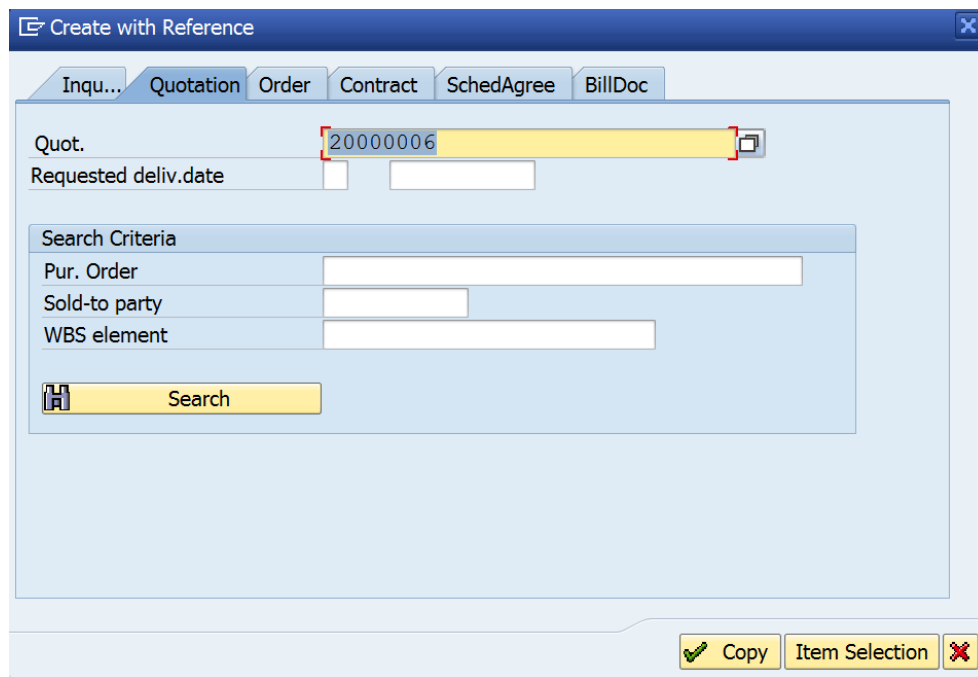 Create with Reference
Inqu... Quotation Order Contract SchedAgree BillDoc
Quot. 20000006
Requested deliv.date
Search Criteria
Pur. Order
Sold-to party
WBS element
Search
Copy Item Selection